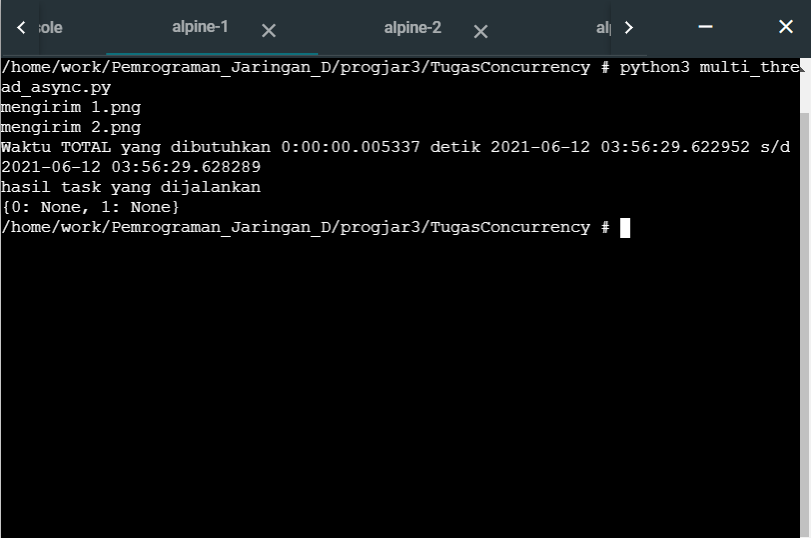 sole alpine-1 alpine-2 al
/home/work/Pemrograman_Jaringan_D/progjar3/TugasConcurrency # python3 multi_thre
ad_async.py
mengirim 1.png
mengirim 2.png
Waktu TOTAL yang dibutuhkan 0:00:00.005337 detik 2021-06-12 03:56:29.622952 s/d
2021-06-12 03:56:29.628289
hasil task yang dijalankan
{0: None, 1: None}
/home/work/Pemrograman_Jaringan_D/progjar3/TugasConcurrency #